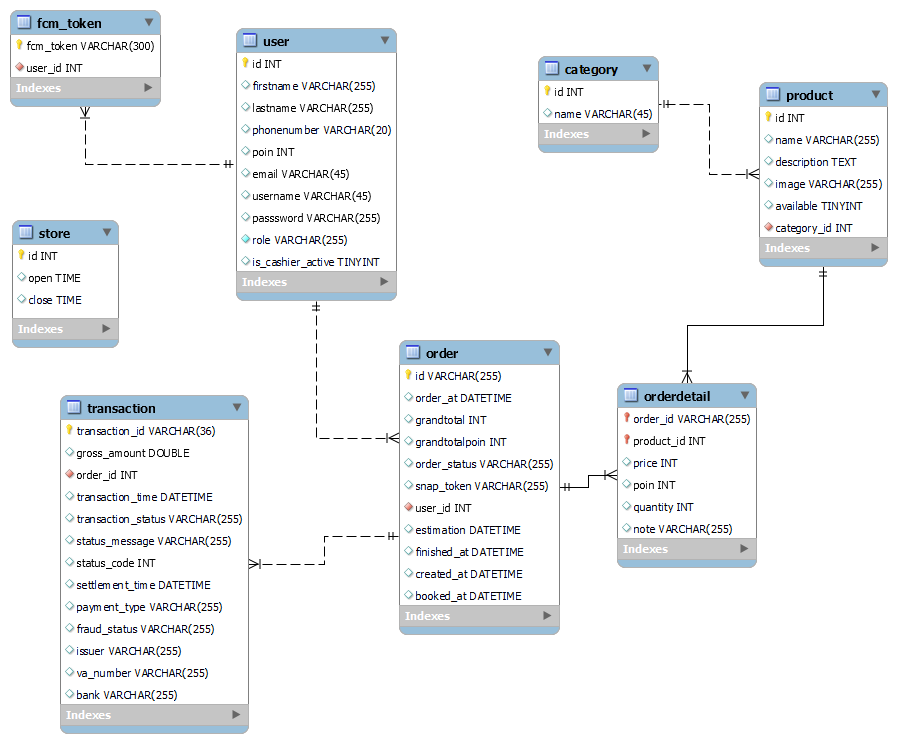 fcm_token
fcm_token VARCHAR(300)
user_id INT
Indexes
user
id INT
firstname VARCHAR(255)
lastname VARCHAR(255)
phonenumber VARCHAR(20)
poin INT
email VARCHAR(45)
username VARCHAR(45)
passsword VARCHAR(255)
role VARCHAR(255)
is_cashier_active TINYINT
Indexes
category
id INT
name VARCHAR(45)
Indexes
product
id INT
name VARCHAR(255)
description TEXT
image VARCHAR(255)
available TINYINT
category_id INT
Indexes
store
id INT
open TIME
close TIME
Indexes
order
id VARCHAR(255)
order_at DATETIME
grandtotal INT
grandtotalpoin INT
order_status VARCHAR(255)
snap_token VARCHAR(255)
user_id INT
estimation DATETIME
finished_at DATETIME
created_at DATETIME
booked_at DATETIME
Indexes
orderdetail
order_id VARCHAR(255)
product_id INT
price INT
poin INT
quantity INT
note VARCHAR(255)
Indexes
transaction
transaction_id VARCHAR(36)
gross_amount DOUBLE
order_id INT
transaction_time DATETIME
transaction_status VARCHAR(255)
status_message VARCHAR(255)
status_code INT
settlement_time DATETIME
payment_type VARCHAR(255)
fraud_status VARCHAR(255)
issuer VARCHAR(255)
va_number VARCHAR(255)
bank VARCHAR(255)
Indexes